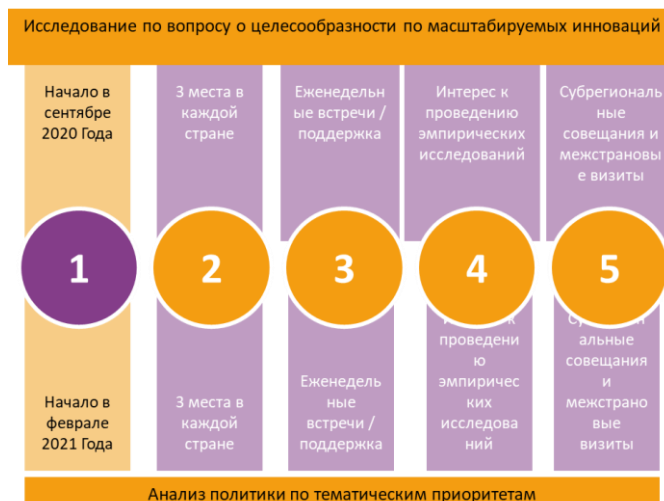 Исследование по вопросу о целесообразности по масштабируемых инноваций
Начало в
сентябре
2020 Года
3 места в
каждой
стране
Еженедель
ные встречи /
поддержка
Интерес к
проведению
эмпирических
исследований
Субрегиональ
ные
совещания и
межстрановы
е визиты
1
2
3
4
5
Начало в
феврале
2021 Года
3 места в
каждой
стране
Еженедель
ные
встречи /
поддержка
к
проведени
ю
эмпиричес
ких
исследова
ний
альные
совещания
и
межстрано
вые
визиты
Анализ политики по тематическим приоритетам